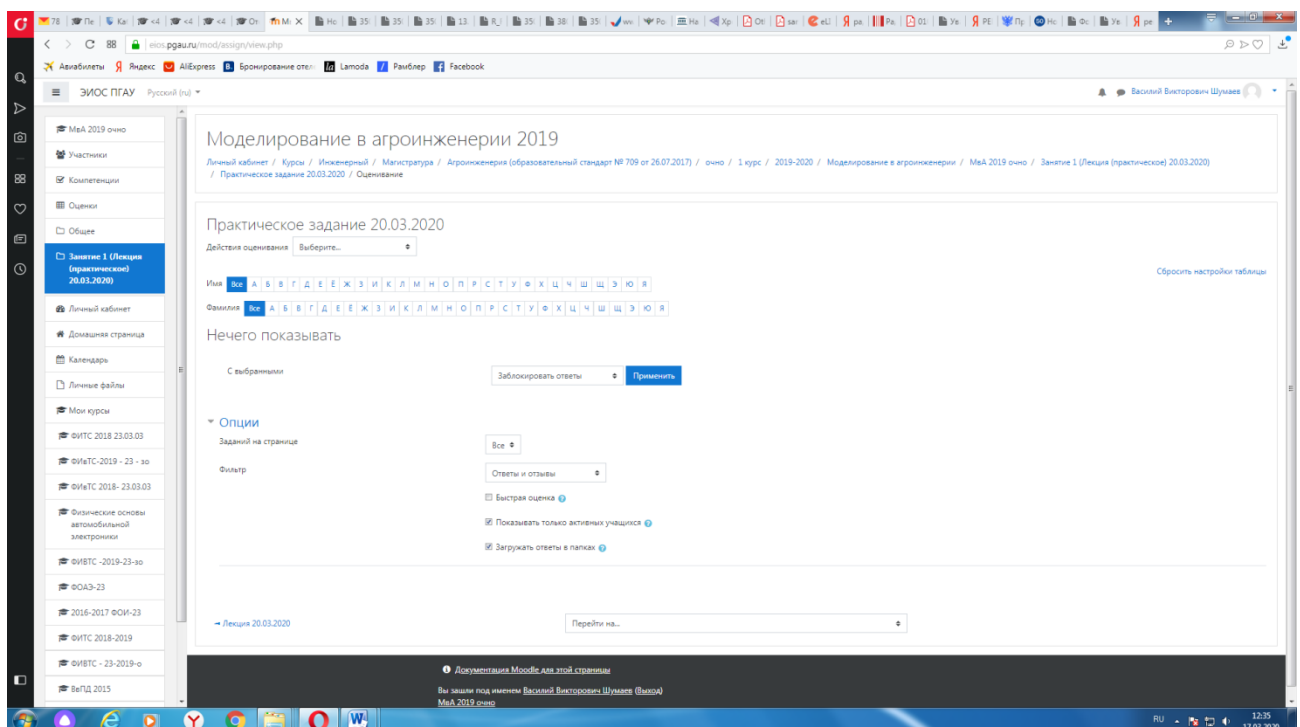 eios.pgau.ru/mod/assign/view.php
Авиабилеты Яндекс AliExpress Бронирование отел Lamoda Рамблер Facebook
ЭИОС ПГАУ Русский (ru)
Василий Викторович Шумаев
МвА 2019 очно
Участники
Компетенции
Оценки
Общее
Занятие 1 (Лекция
(практическое)
20.03.2020)
Личный кабинет
Домашняя страница
Календарь
Личные файлы
Мои курсы
ФИТС 2018 23.03.03
ФИвТС-2019 - 23 - зо
ФИвТС 2018- 23.03.03
Физические основы
автомобильной
электроники
ФИВТС -2019-23-зо
ФОАЭ-23
2016-2017 ФОИ-23
ФИТС 2018-2019
ФИВТС - 23-2019-о
ВеПД 2015
Моделирование в агроинженерии 2019
Личный кабинет / Курсы / Инженерный / Магистратура / Агроинженерия (образовательный стандарт № 709 от 26.07.2017) / очно / 1 курс / 2019-2020 / Моделирование в агроинженерии / МвА 2019 очно / Занятие 1 (Лекция (практическое) 20.03.2020)
/ Практическое задание 20.03.2020 / Оценивание
Практическое задание 20.03.2020
Действия оценивания Выберите...
Сбросить настройки таблицы
Имя Все А Б В Г Д Е Ё Ж З И К Л М Н О П Р С Т У Ф Х Ц Ч Ш Щ Э Ю Я
Фамилия Все А Б В Г Д Е Ё Ж З И К Л М Н О П Р С Т У Ф Х Ц Ч Ш Щ Э Ю Я
Нечего показывать
С выбранными Заблокировать ответы Применить
Опции
Заданий на странице Все
Фильтр Ответы и отзывы
Быстрая оценка
Показывать только активных учащихся
Загружать ответы в папках
→ Лекция 20.03.2020 Перейти на...
Документация Moodle для этой страницы
Вы зашли под именем Василий Викторович Шумаев (Выход)
МвА 2019 очно
RU 12:35